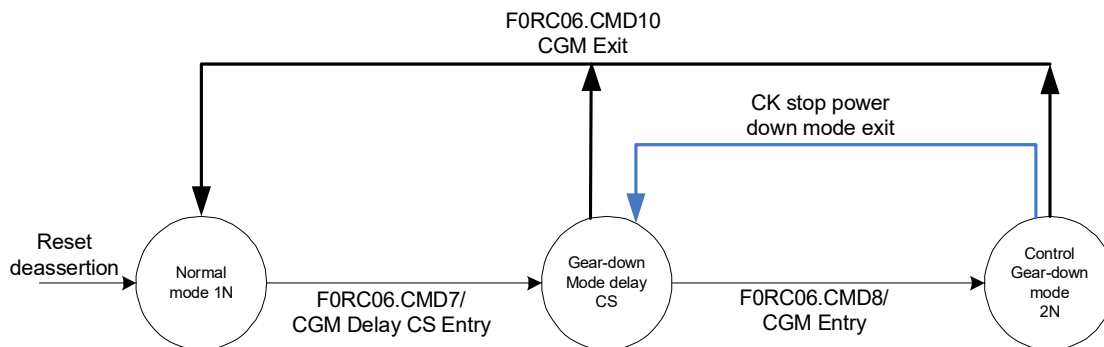 F0RC06.CMD10
CGM Exit
CK stop power
down mode exit
Reset
deassertion
Normal
mode 1N
F0RC06.CMD7/
CGM Delay CS Entry
Gear-down
Mode delay
CS
F0RC06.CMD8/
CGM Entry
Control
Gear-down
mode
2N